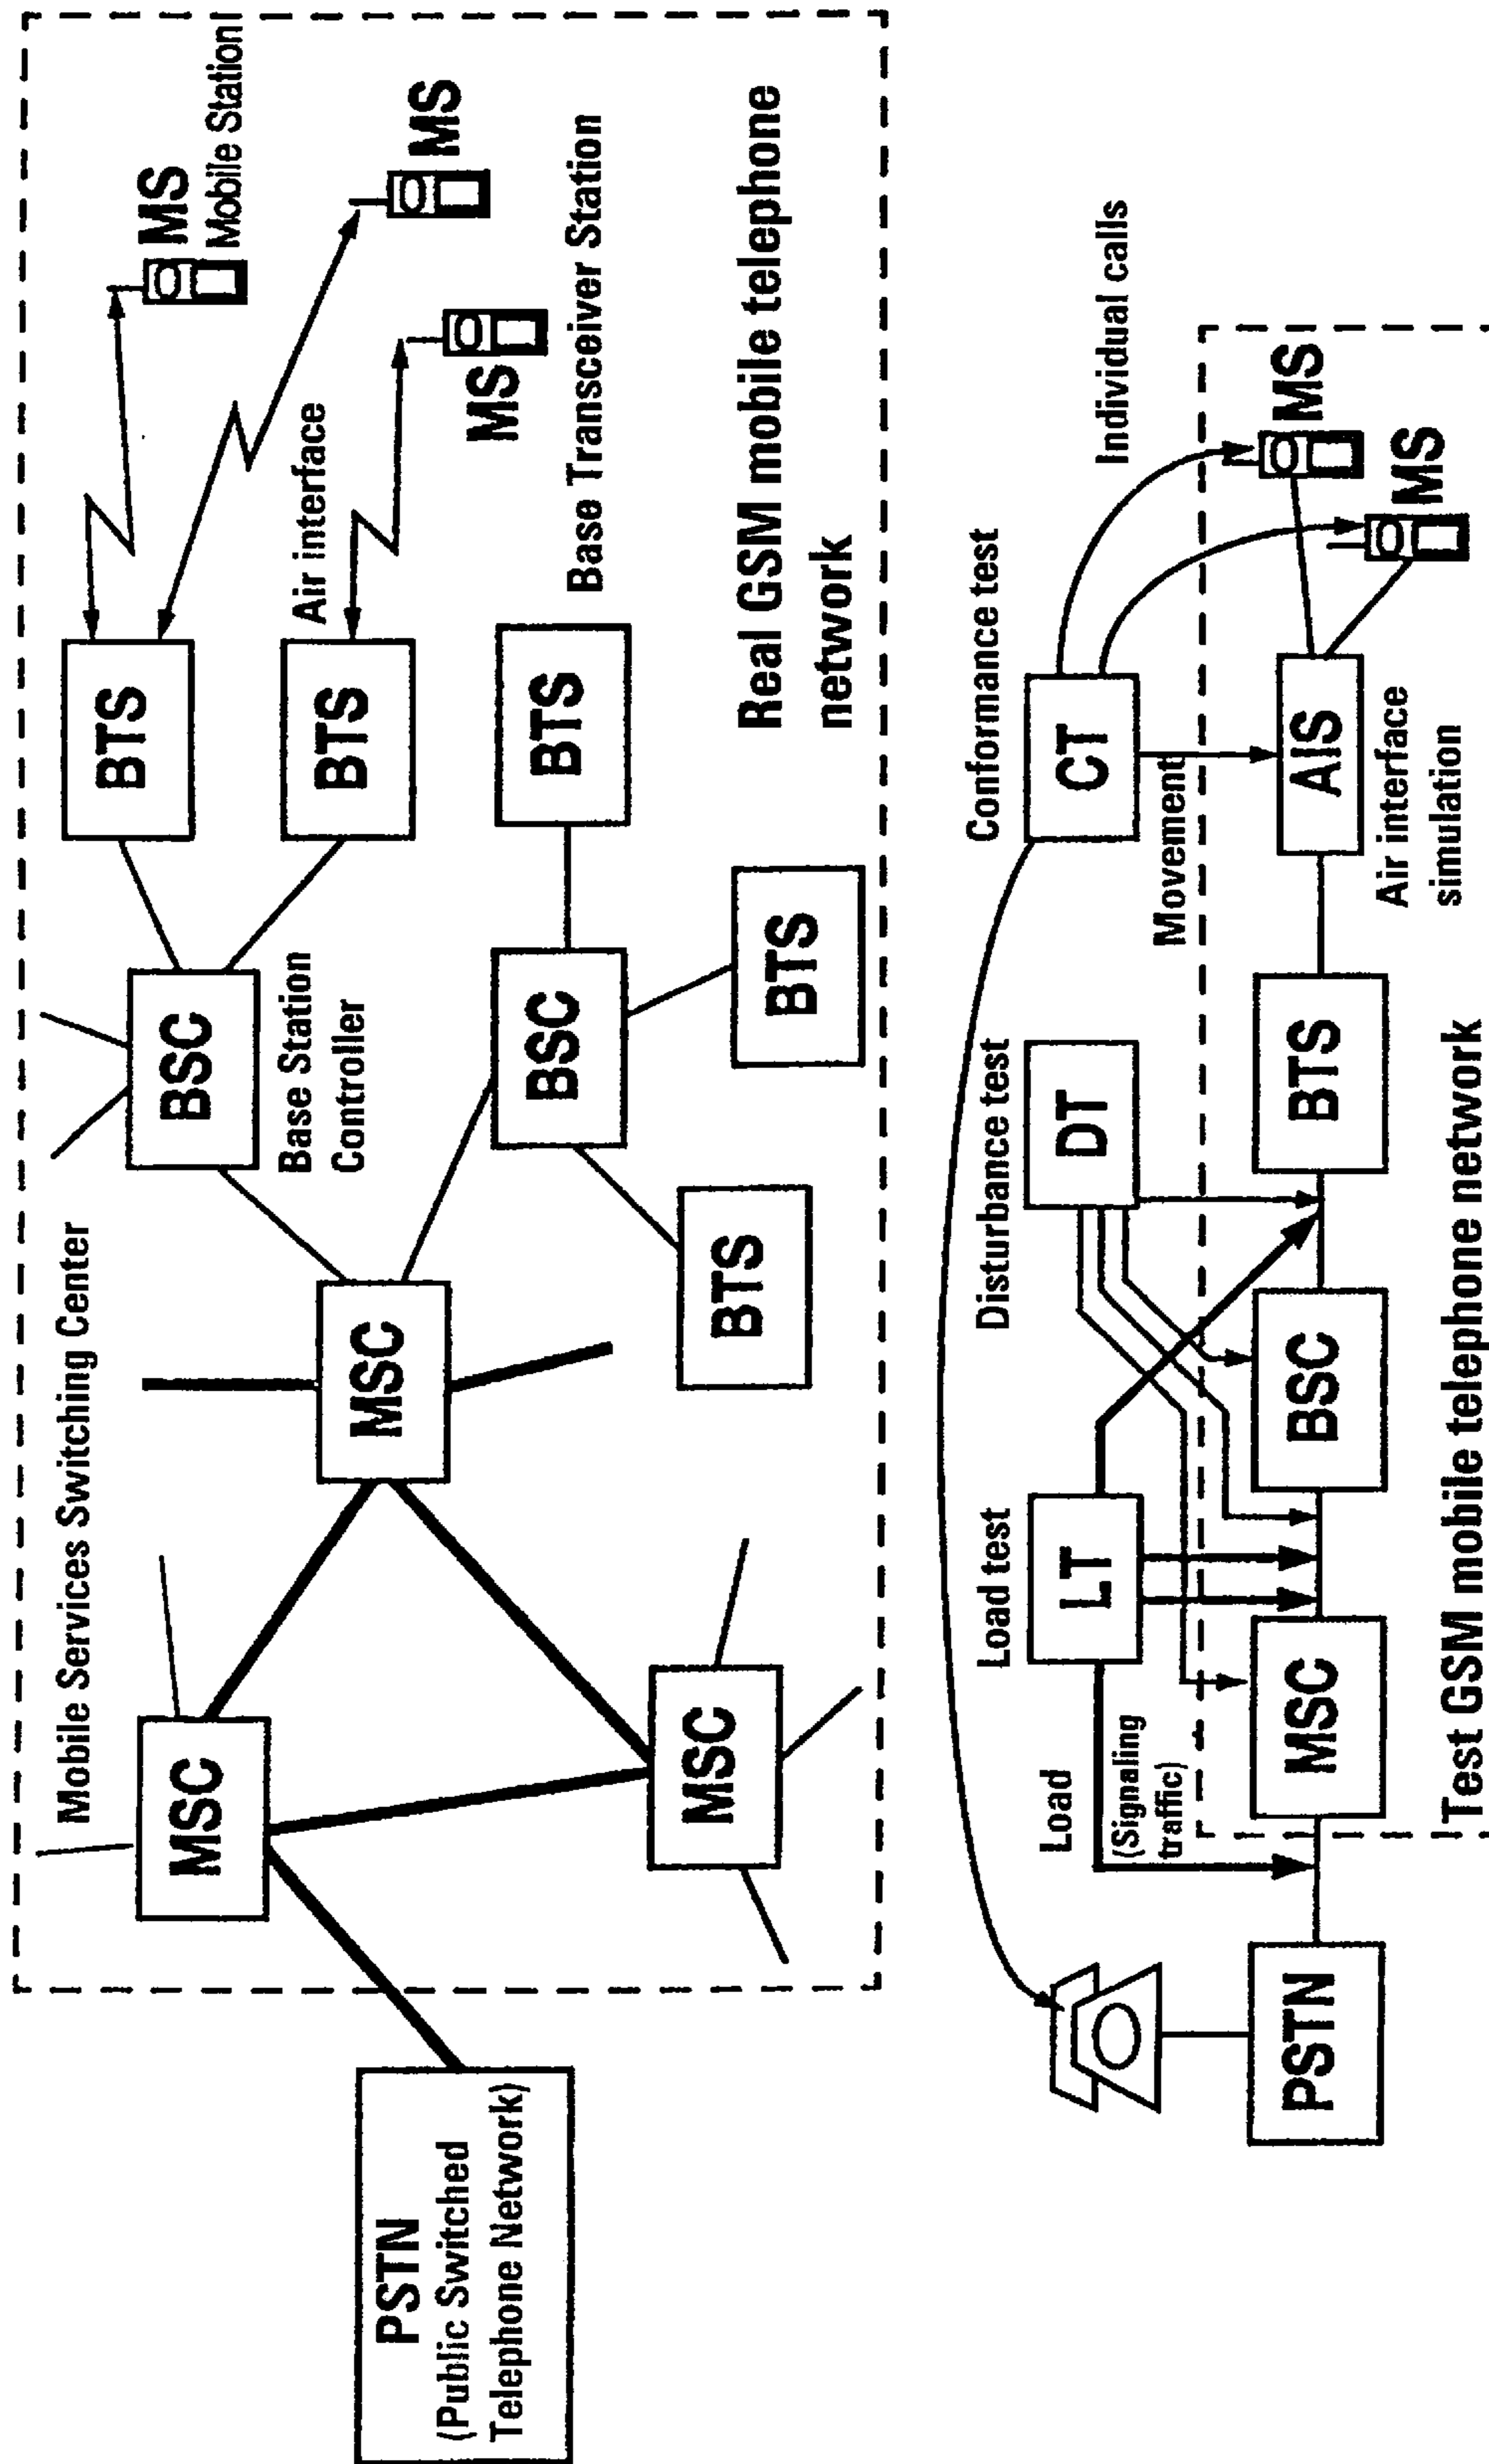 PSTN
(Public Switched
Telephone Network)
MSC
Mobile Services Switching Center
MSC
MSC
BSC
Base Station
Controller
BSC
BTS
BTS
BTS
BTS
BTS
Air interface
Base Transceiver Station
MS
Mobile Station
MS
MS
Real GSM mobile telephone
network
Load test
LT
Load
(Signaling
traffic)
Disturbance test
DT
Conformance test
CT
Movement
Individual calls
PSTN
MSC
BSC
BTS
AIS
Air interface
simulation
MS
MS
Test GSM mobile telephone network